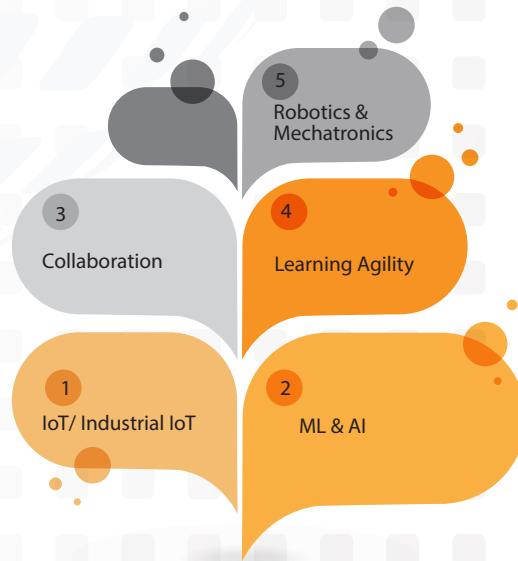 5
Robotics &
Mechatronics
3
Collaboration
4
Learning Agility
1
IoT/ Industrial IoT
2
ML & AI